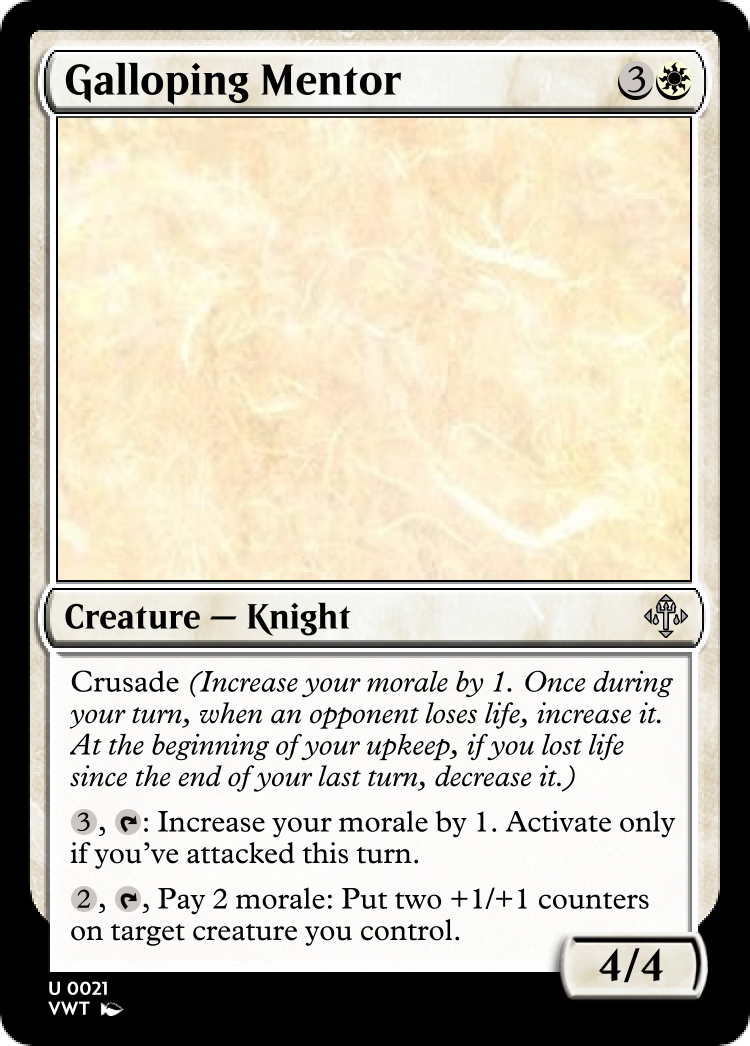 Galloping Mentor 3
Creature — Knight
Crusade (Increase your morale by 1. Once during
your turn, when an opponent loses life, increase it.
At the beginning of your upkeep, if you lost life
since the end of your last turn, decrease it.)
3, : Increase your morale by 1. Activate only
if you've attacked this turn.
2, , Pay 2 morale: Put two +1/+1 counters
on target creature you control.
4/4
U 0021
VWT